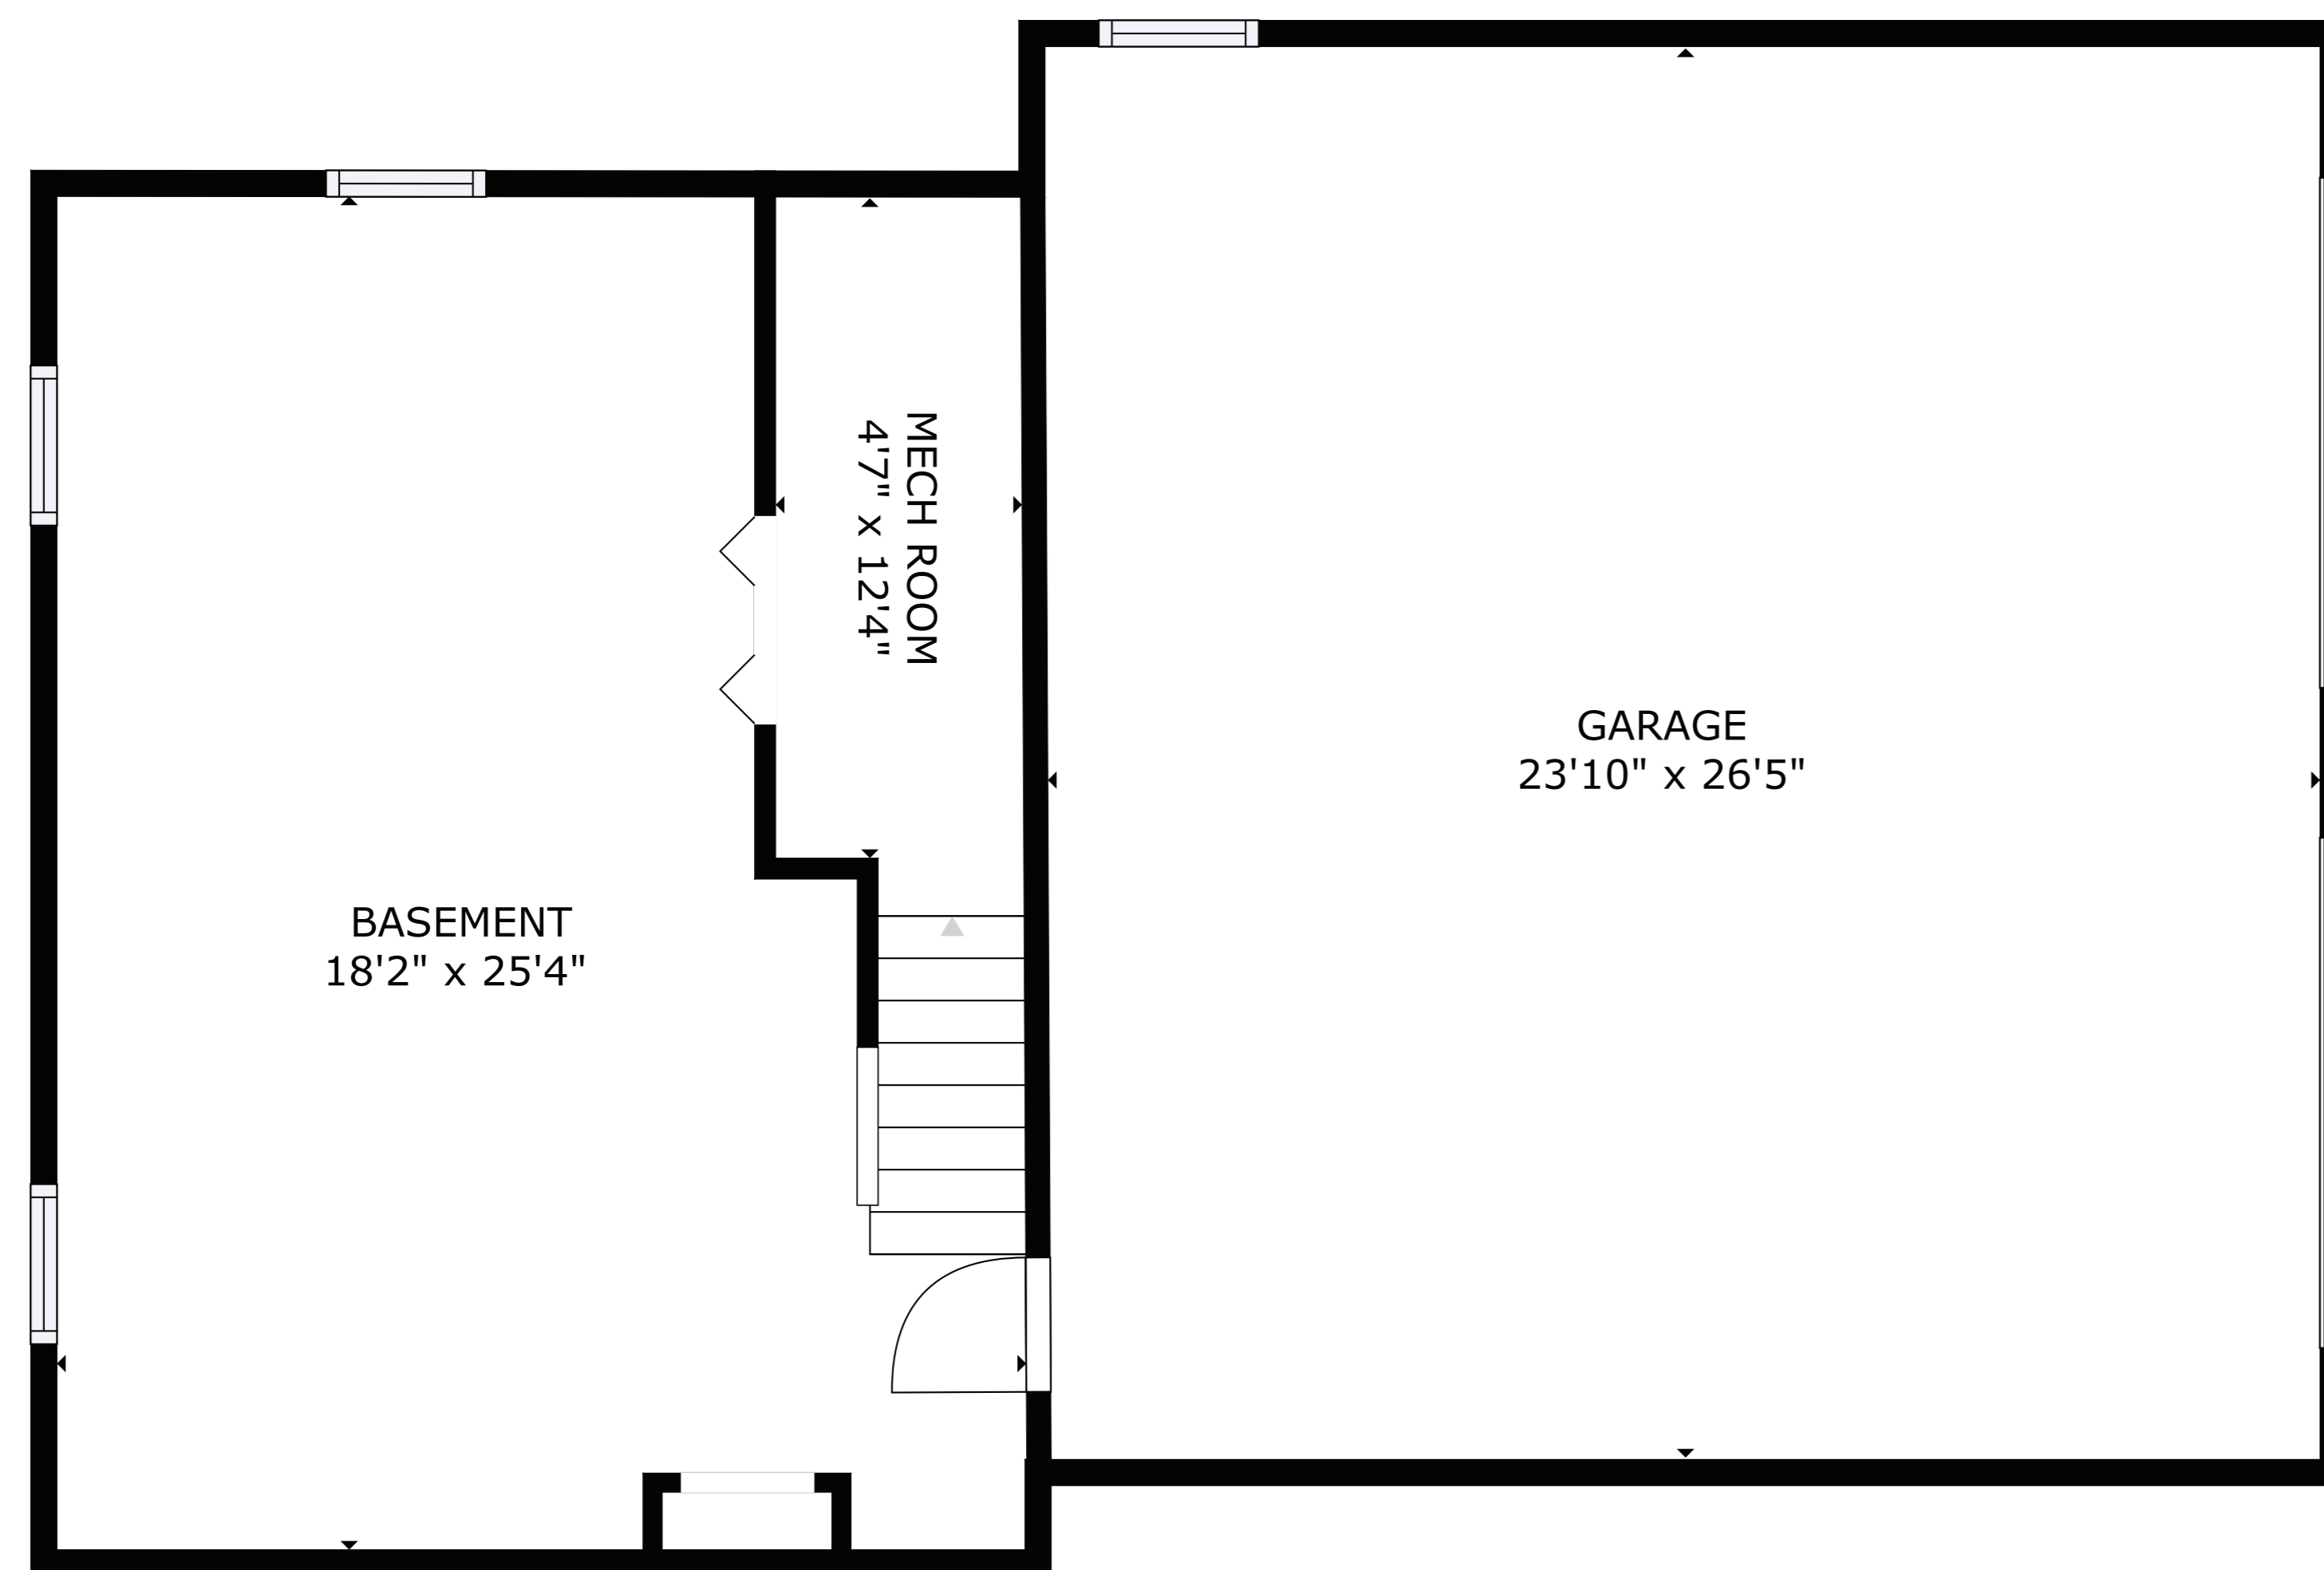 MECH ROOM
4'7" x 12'4"
GARAGE
23'10" x 26'5"
BASEMENT
18'2" x 25'4"